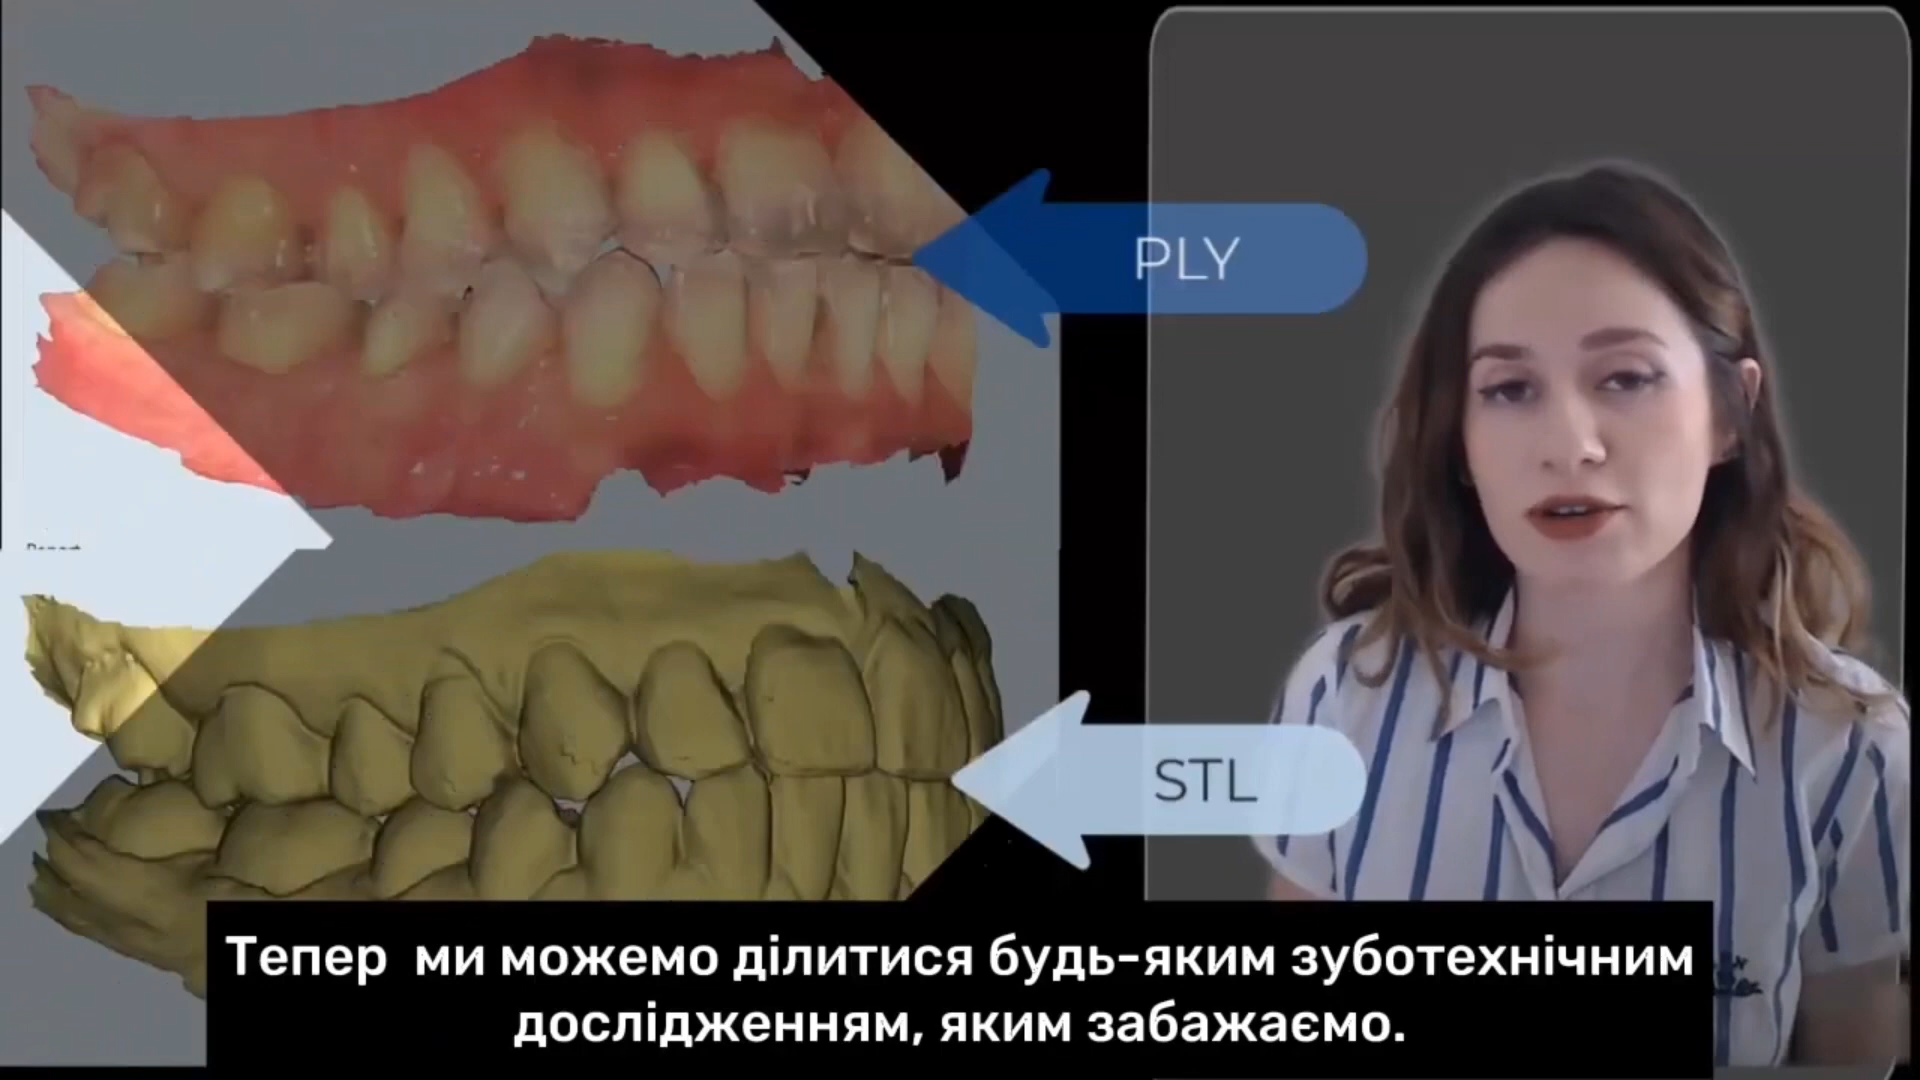 PLY
STL
Тепер ми можемо ділитися будь-яким зуботехнічним
дослідженням, яким забажаємо.